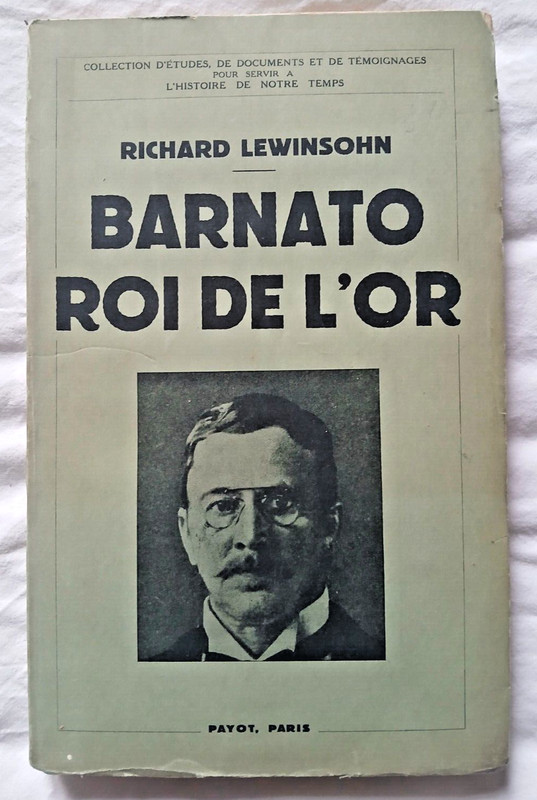 COLLECTION D'ÉTUDES, DE DOCUMENTS ET DE TÉMOIGNAGES
POUR SERVIR A
L'HISTOIRE DE NOTRE TEMPS
RICHARD LEWINSOHN
BARNATO
ROI DE L'OR
PAYOT, PARIS